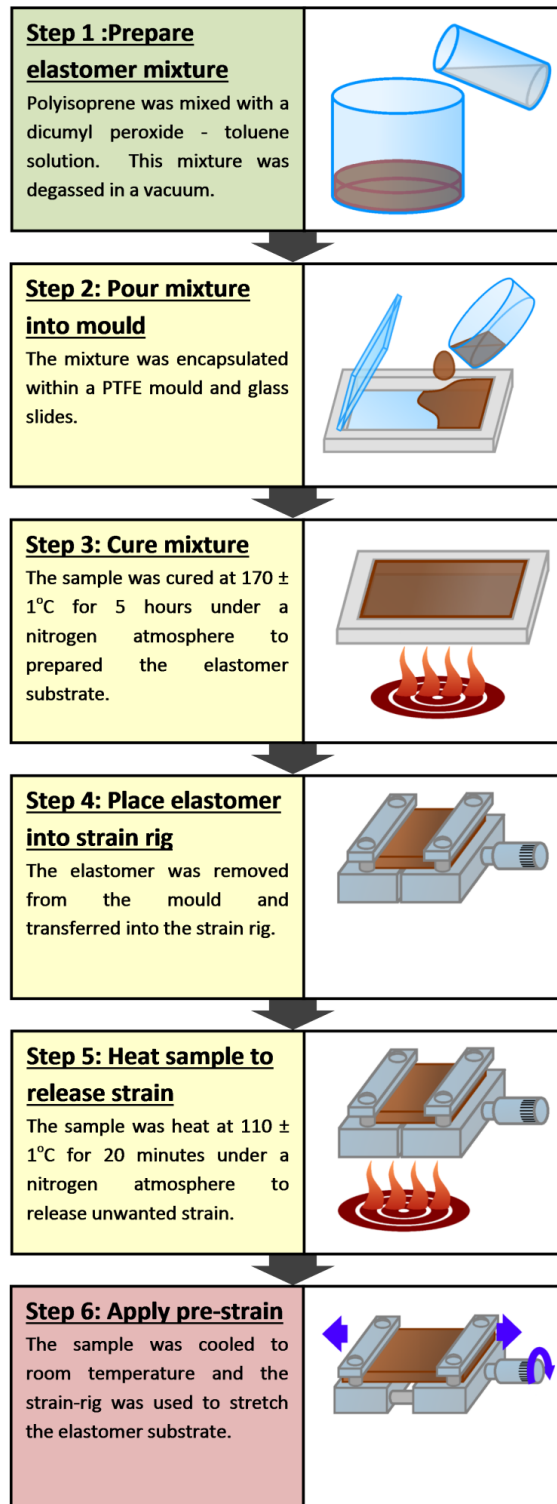 Step 1 :Prepare
elastomer mixture
Polyisoprene was mixed with a
dicumyl peroxide - toluene
solution. This mixture was
degassed in a vacuum.
Step 2: Pour mixture
into mould
The mixture was encapsulated
within a PTFE mould and glass
slides.
Step 3: Cure mixture
The sample was cured at 170 ±
1°C for 5 hours under a
nitrogen atmosphere to
prepared the elastomer
substrate.
Step 4: Place elastomer
into strain rig
The elastomer was removed
from the mould and
transferred into the strain rig.
Step 5: Heat sample to
release strain
The sample was heat at 110 ±
1°C for 20 minutes under a
nitrogen atmosphere to
release unwanted strain.
Step 6: Apply pre-strain
The sample was cooled to
room temperature and the
strain-rig was used to stretch
the elastomer substrate.